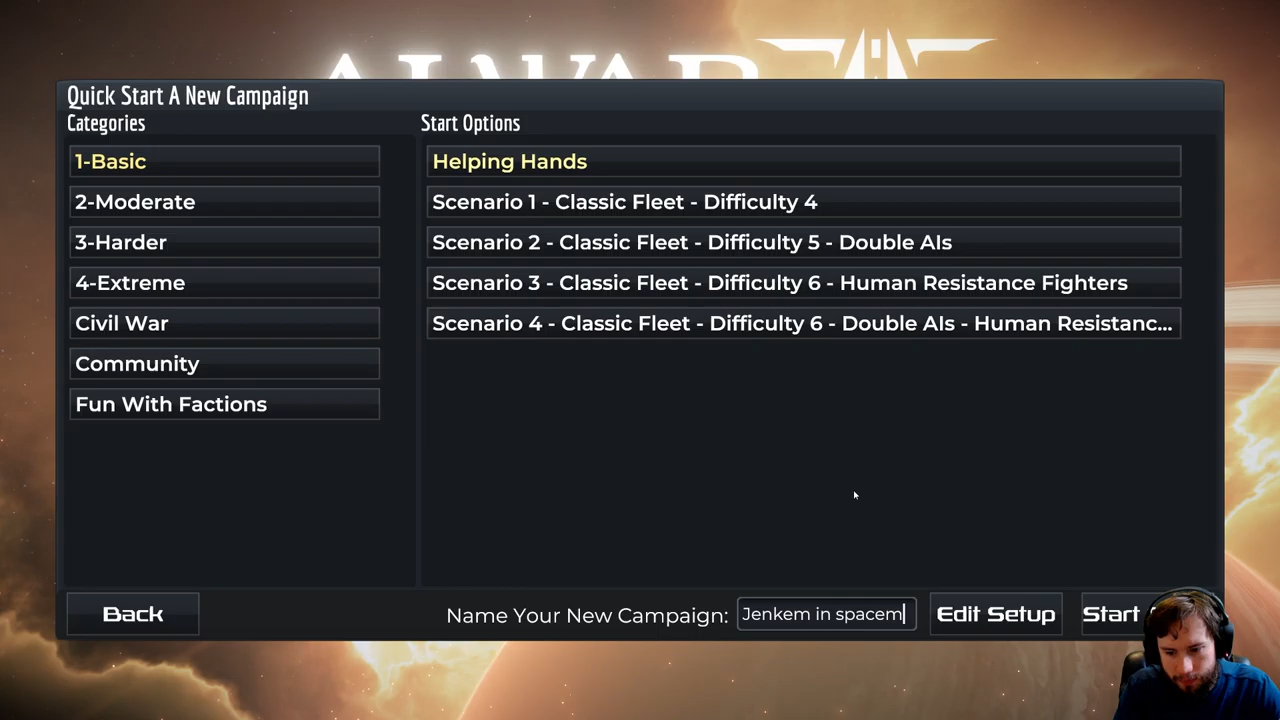 Quick Start A New Campaign
Categories
Start Options
1-Basic
2-Moderate
3-Harder
4-Extreme
Civil War
Community
Fun With Factions
Helping Hands
Scenario 1 - Classic Fleet - Difficulty 4
Scenario 2 - Classic Fleet - Difficulty 5 - Double AIs
Scenario 3 - Classic Fleet - Difficulty 6 - Human Resistance Fighters
Scenario 4 - Classic Fleet - Difficulty 6 - Double AIs - Human Resistanc...
Back
Name Your New Campaign:
Jenkem in spacem
Edit Setup
Start